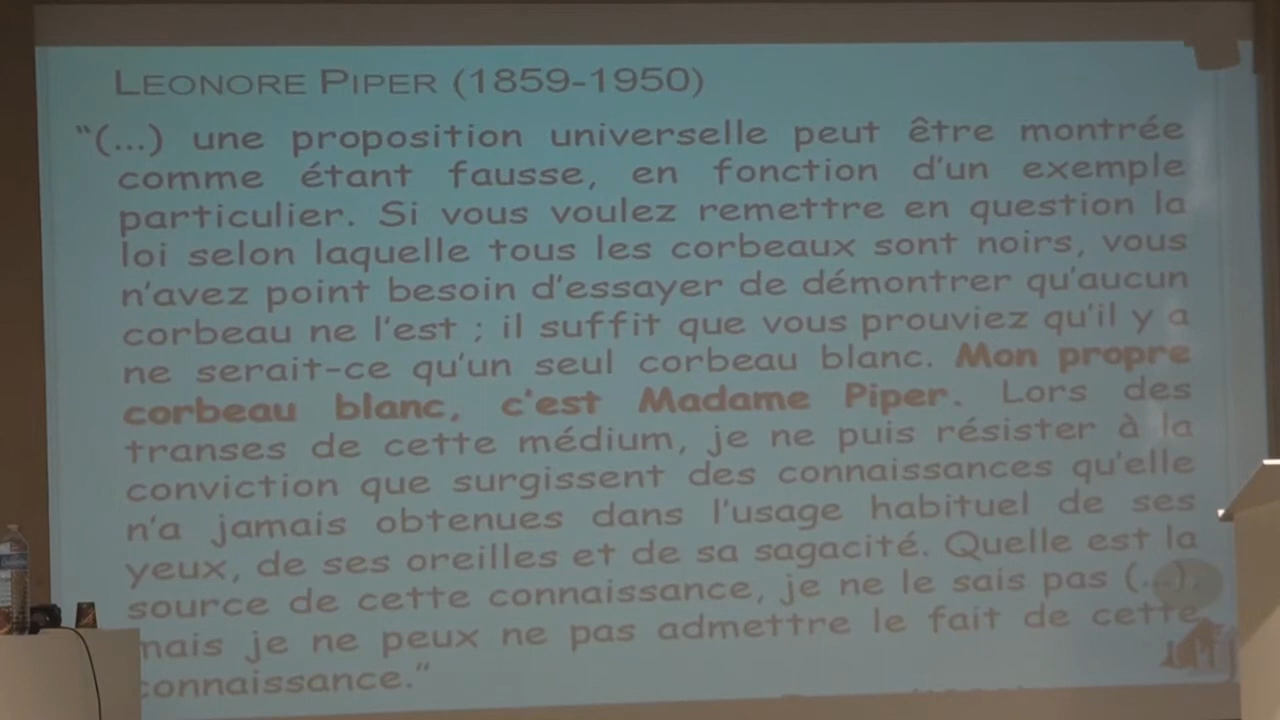 LEONORE PIPER (1859-1950)
“(...) une proposition universelle peut être montrée
comme étant fausse, en fonction d'un exemple
particulier. Si vous voulez remettre en question la
loi selon laquelle tous les corbeaux sont noirs, vous
n'avez point besoin d'essayer de démontrer qu'aucun
corbeau ne l'est ; il suffit que vous prouviez qu'il y a
ne serait-ce qu'un seul corbeau blanc. Mon propre
corbeau blanc, c'est Madame Piper. Lors des
transes de cette médium, je ne puis résister à la
conviction que surgissent des connaissances qu'elle
n'a jamais obtenues dans l'usage habituel de ses
yeux, de ses oreilles et de sa sagacité. Quelle est la
source de cette connaissance, je ne le sais pas (...),
mais je ne peux ne pas admettre le fait de cette
connaissance.“